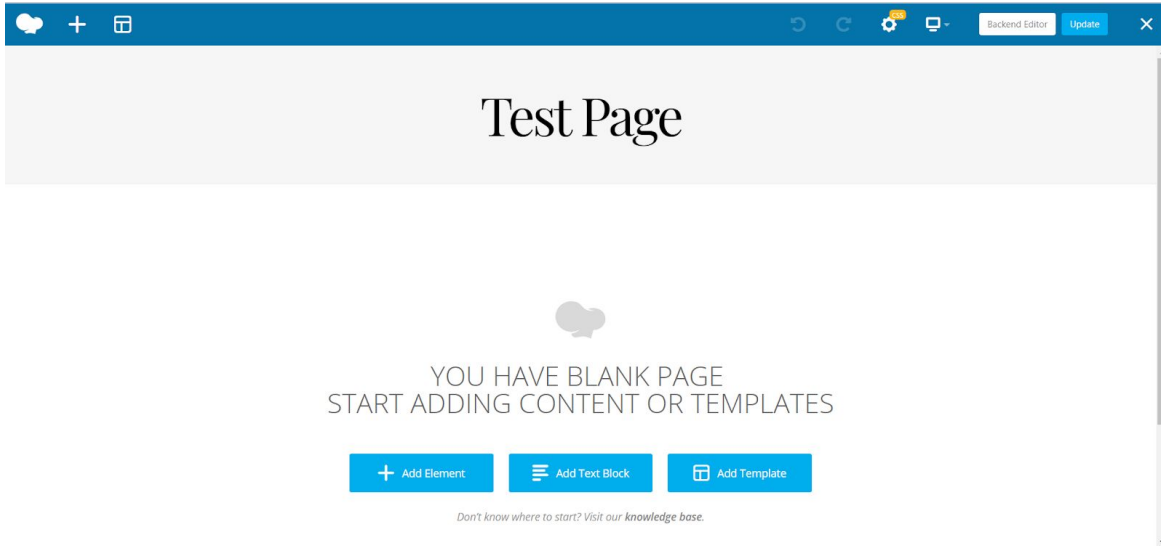 CSS
Backend Editor
Update
Test Page
YOU HAVE BLANK PAGE
START ADDING CONTENT OR TEMPLATES
Add Element
Add Text Block
Add Template
Don't know where to start? Visit our knowledge base.